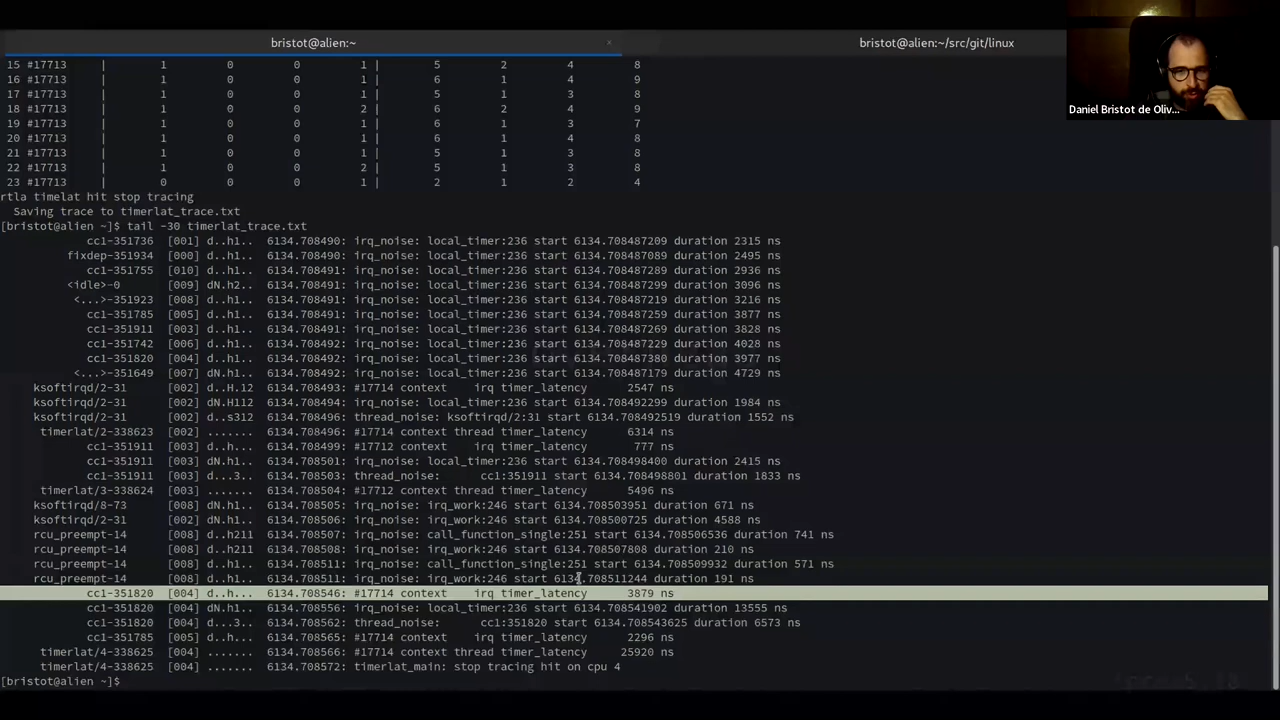 bristot@alien:~ × bristot@alien:~/src/git/linux
Daniel Bristot de Oliv...
15 #17713 | 1 0 0 1 | 5 2 4 8
16 #17713 | 1 0 0 1 | 6 1 4 9
17 #17713 | 1 0 0 1 | 5 1 3 8
18 #17713 | 1 0 0 2 | 6 2 4 9
19 #17713 | 1 0 0 1 | 6 1 3 7
20 #17713 | 1 0 0 1 | 6 1 4 8
21 #17713 | 1 0 0 1 | 5 1 3 8
22 #17713 | 1 0 0 2 | 5 1 3 8
23 #17713 | 0 0 0 1 | 2 1 2 4
rtla timelat hit stop tracing
Saving trace to timerlat_trace.txt
[bristot@alien ~]$ tail -30 timerlat_trace.txt
cc1-351736 [001] d..h1.. 6134.708490: irq_noise: local_timer:236 start 6134.708487209 duration 2315 ns
fixdep-351934 [000] d..h1.. 6134.708490: irq_noise: local_timer:236 start 6134.708487089 duration 2495 ns
cc1-351755 [010] d..h1.. 6134.708490: irq_noise: local_timer:236 start 6134.708487089 duration 2936 ns
<idle>-0 [009] dN.h2.. 6134.708491: irq_noise: local_timer:236 start 6134.708487209 duration 3096 ns
<...>-351923 [008] d..h1.. 6134.708491: irq_noise: local_timer:236 start 6134.708487219 duration 3216 ns
cc1-351785 [005] d..h1.. 6134.708491: irq_noise: local_timer:236 start 6134.708487259 duration 3877 ns
cc1-351911 [003] d..h1.. 6134.708492: irq_noise: local_timer:236 start 6134.708487269 duration 3828 ns
cc1-351742 [006] d..h1.. 6134.708492: irq_noise: local_timer:236 start 6134.708487259 duration 4028 ns
cc1-351820 [004] d..h1.. 6134.708492: irq_noise: local_timer:236 start 6134.708487380 duration 3977 ns
<...>-351649 [007] dN.h1.. 6134.708492: irq_noise: local_timer:236 start 6134.708487179 duration 4729 ns
ksoftirqd/2-31 [002] d..H.12 6134.708493: #17714 context irq timer_latency 2547 ns
ksoftirqd/2-31 [002] dN.H112 6134.708494: irq_noise: local_timer:236 start 6134.708492299 duration 1984 ns
ksoftirqd/2-31 [002] d..s312 6134.708494: thread_noise: ksoftirqd/2:31 start 6134.708492519 duration 1552 ns
timerlat/2-338623 [002] ....... 6134.708496: #17714 context thread timer_latency 6314 ns
cc1-351911 [003] d..h... 6134.708499: #17712 context irq timer_latency 777 ns
cc1-351911 [003] dN.h1.. 6134.708501: irq_noise: local_timer:236 start 6134.708498400 duration 2415 ns
cc1-351911 [003] d...3.. 6134.708503: thread_noise: cc1:351911 start 6134.708498801 duration 1833 ns
timerlat/3-338624 [003] ....... 6134.708504: #17712 context thread timer_latency 5496 ns
ksoftirqd/8-73 [008] dN.h1.. 6134.708505: irq_noise: irq_work:246 start 6134.708503951 duration 671 ns
ksoftirqd/2-31 [002] dN.h1.. 6134.708506: irq_noise: irq_work:246 start 6134.708500725 duration 4588 ns
rcu_preempt-14 [008] d..h211 6134.708507: irq_noise: call_function_single:251 start 6134.708506536 duration 741 ns
rcu_preempt-14 [008] d..h211 6134.708508: irq_noise: irq_work:246 start 6134.708507808 duration 210 ns
rcu_preempt-14 [008] d..h1.. 6134.708511: irq_noise: call_function_single:251 start 6134.708509932 duration 571 ns
rcu_preempt-14 [008] d..h1.. 6134.708511: irq_noise: irq_work:246 start 6134.708511244 duration 191 ns
cc1-351820 [004] d..h... 6134.708546: #17714 context irq timer_latency 3879 ns
cc1-351820 [004] dN.h1.. 6134.708556: irq_noise: local_timer:236 start 6134.708541902 duration 13555 ns
cc1-351820 [004] d...3.. 6134.708562: thread_noise: cc1:351820 start 6134.708543625 duration 6573 ns
cc1-351785 [005] d..h... 6134.708565: #17714 context irq timer_latency 2296 ns
timerlat/4-338625 [004] ....... 6134.708566: #17714 context thread timer_latency 25920 ns
timerlat/4-338625 [004] ....... 6134.708572: timerlat_main: stop tracing hit on cpu 4
[bristot@alien ~]$